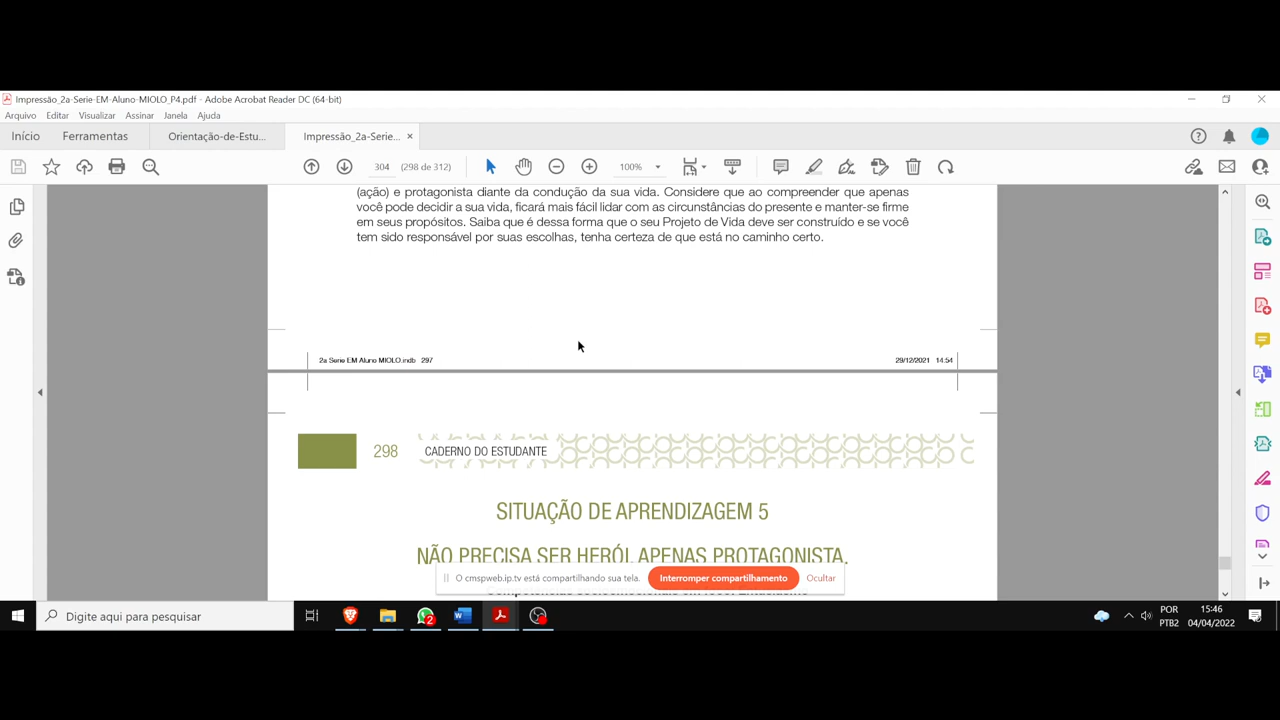 Impressão_2a-Serie-EM-Aluno-MIOLO_P4.pdf - Adobe Acrobat Reader DC (64-bit)
Arquivo Editar Visualizar Assinar Janela Ajuda
Início Ferramentas Orientação-de-Estu... Impressão_2a-Serie...
304 (298 de 312) 100%
(ação) e protagonista diante da condução da sua vida. Considere que ao compreender que apenas
você pode decidir a sua vida, ficará mais fácil lidar com as circunstâncias do presente e manter-se firme
em seus propósitos. Saiba que é dessa forma que o seu Projeto de Vida deve ser construído e se você
tem sido responsável por suas escolhas, tenha certeza de que está no caminho certo.
2a Serie EM Aluno MIOLO.indb 297 29/12/2021 14:54
298 CADERNO DO ESTUDANTE
SITUAÇÃO DE APRENDIZAGEM 5
NÃO PRECISA SER HERÓI, APENAS PROTAGONISTA.
O cmspweb.ip.tv está compartilhando sua tela. Interromper compartilhamento Ocultar
Digite aqui para pesquisar
2
POR 15:46
PTB2 04/04/2022